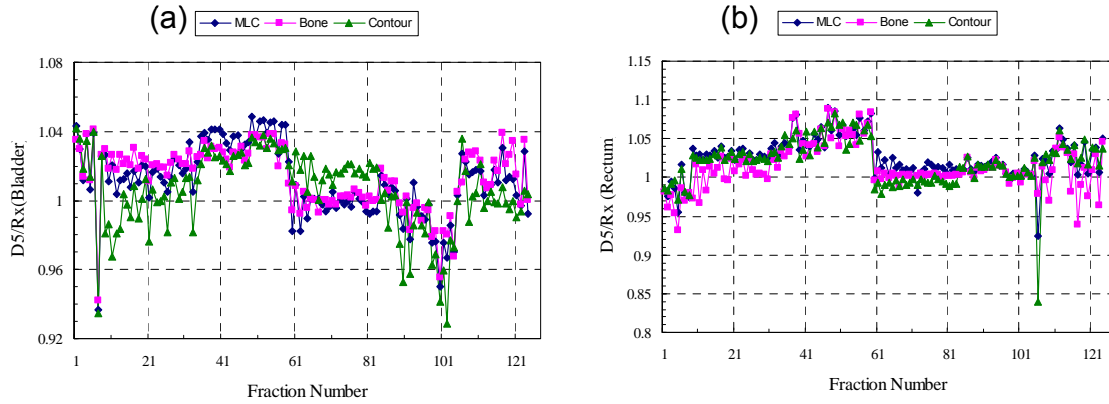 (a)
MLC Bone Contour
1.08
1.04
1
0.96
0.92
D5/Rx(Bladder)
1 21 41 61 81 101 121
Fraction Number
(b)
MLC Bone Contour
1.15
1.1
1.05
1
0.95
0.9
0.85
0.8
D5/Rx (Rectum
1 21 41 61 81 101 121
Fraction Number